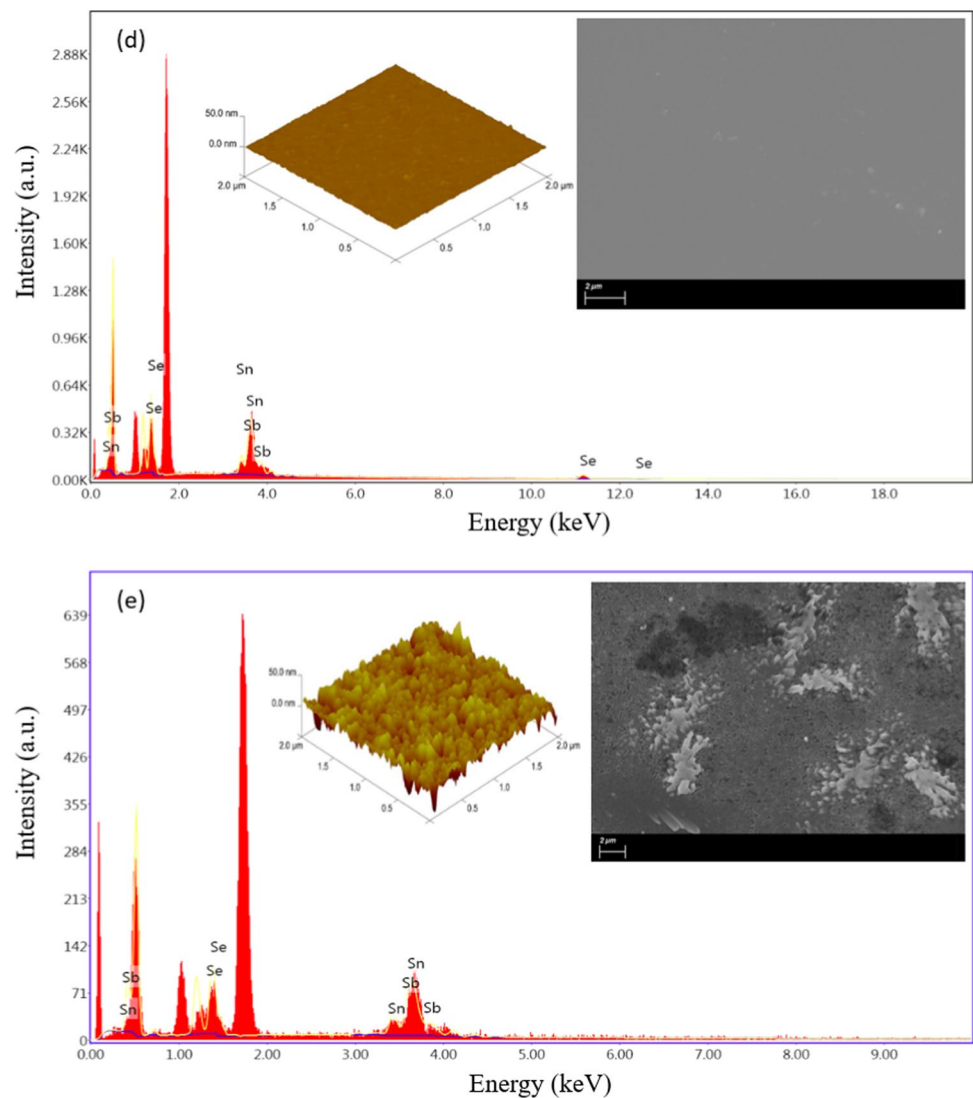 (d)
Intensity (a.u.)
2.88K
2.56K
2.24K
1.92K
1.60K
1.28K
0.96K
0.64K
0.32K
0.00K
50.0 nm
0.0 nm
2.0 µm
1.5
1.0
0.5
0.5
1.0
1.5
2.0 µm
2 µm
Se
Se
Sb
Sn
Sn
Sn
Sb
Sb
Se
Se
0.0 2.0 4.0 6.0 8.0 10.0 12.0 14.0 16.0 18.0
Energy (keV)
(e)
Intensity (a.u.)
639
568
497
426
355
284
213
142
71
0
50.0 nm
0.0 nm
2.0 µm
1.5
1.0
0.5
0.5
1.0
1.5
2.0 µm
2 µm
Se
Se
Sb
Sn
Sn
Sb
Sn
Sb
0.00 1.00 2.00 3.00 4.00 5.00 6.00 7.00 8.00 9.00
Energy (keV)